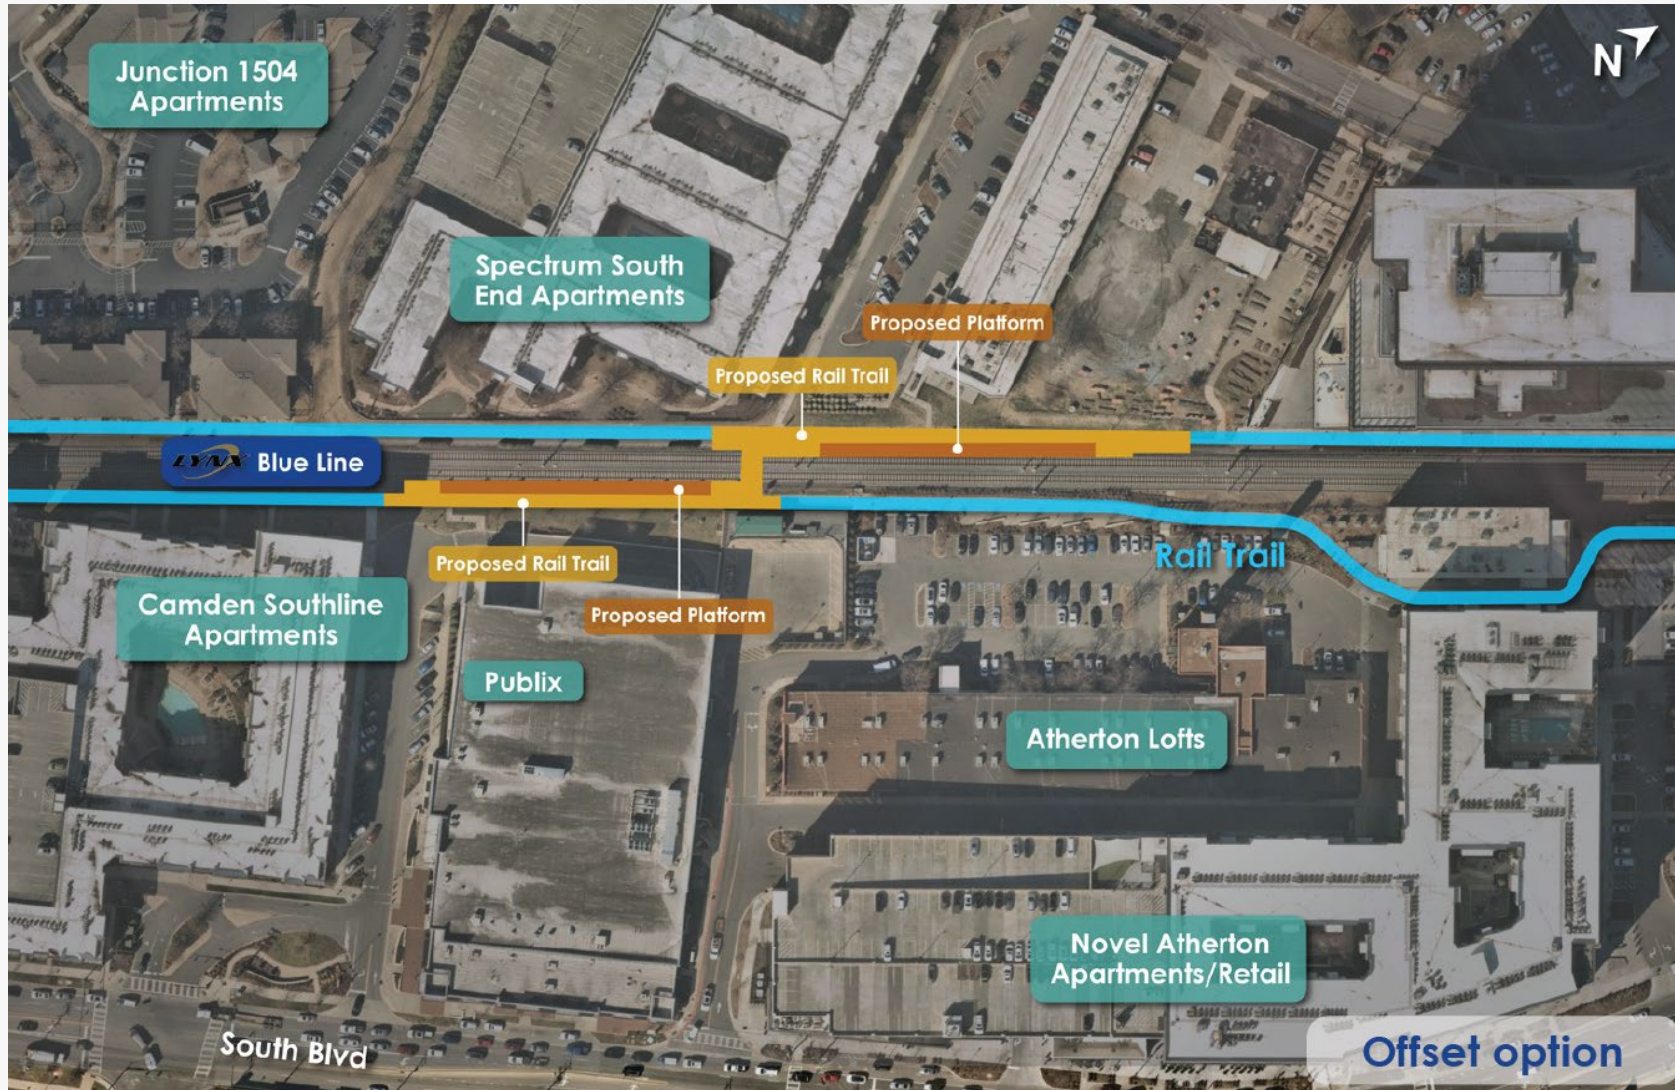 Junction 1504
Apartments
N
Spectrum South
End Apartments
Proposed Platform
Proposed Rail Trail
LYNX Blue Line
Rail Trail
Proposed Rail Trail
Camden Southline
Apartments
Proposed Platform
Publix
Atherton Lofts
Novel Atherton
Apartments/Retail
South Blvd
Offset option